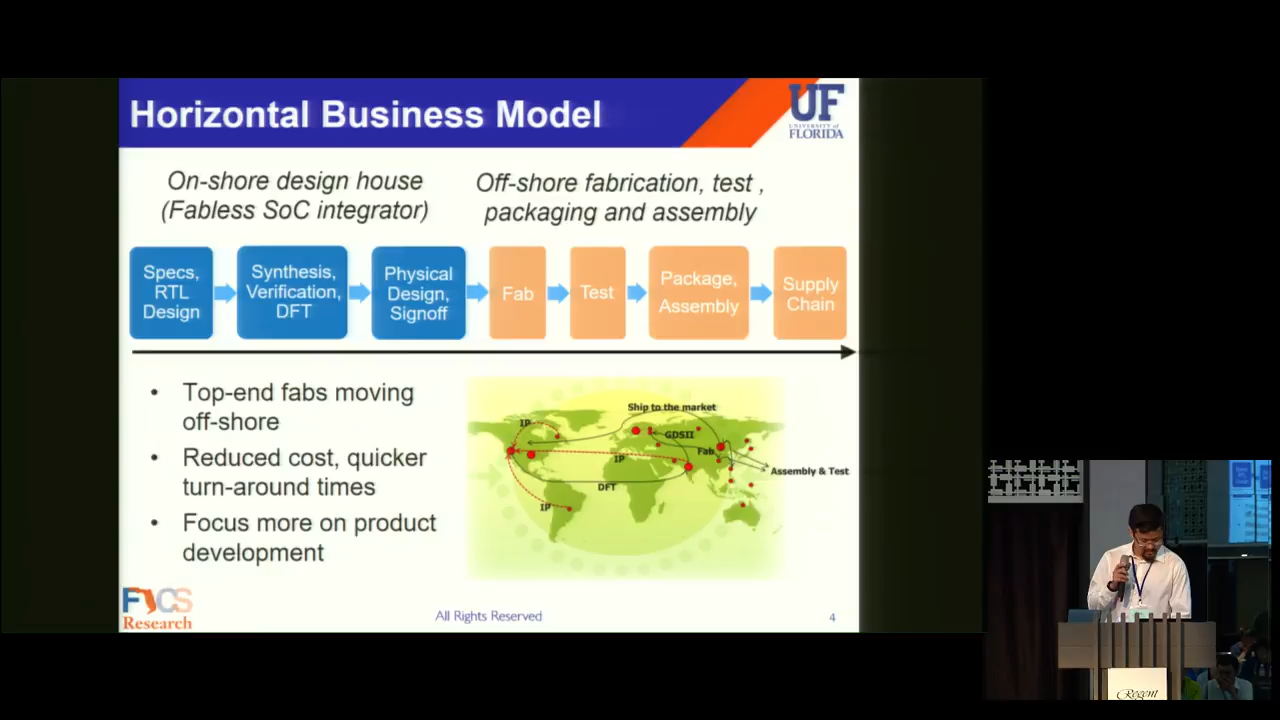 Horizontal Business Model
UF
UNIVERSITY of
FLORIDA
On-shore design house
(Fabless SoC integrator)
Off-shore fabrication, test ,
packaging and assembly
Specs,
RTL
Design
Synthesis,
Verification,
DFT
Physical
Design,
Signoff
Fab
Test
Package,
Assembly
Supply
Chain
• Top-end fabs moving
off-shore
• Reduced cost, quicker
turn-around times
• Focus more on product
development
Ship to the market
IP
GDSII
Fab
IP
Assembly & Test
DFT
IP
FICS
Research
All Rights Reserved
4
Regent